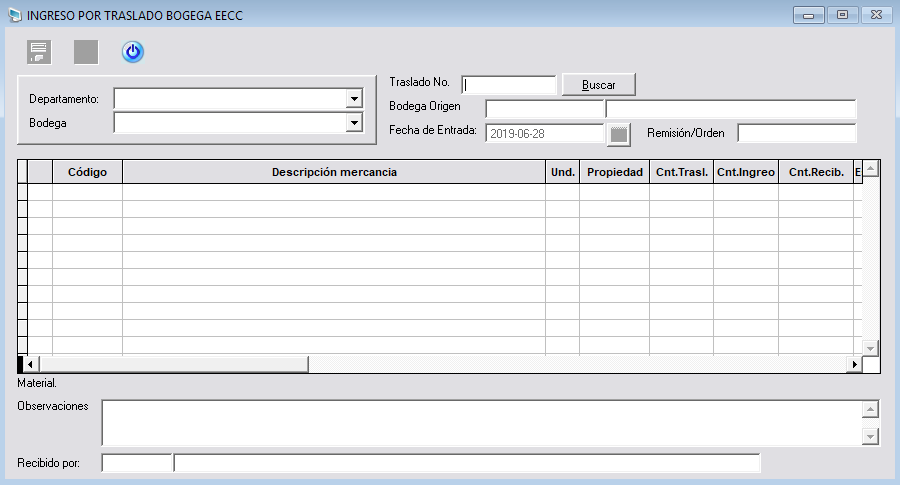 INGRESO POR TRASLADO BOGEGA EECC
Traslado No. Buscar
Departamento:
Bodega Origen
Bodega
Fecha de Entrada: 2019-06-28 Remisión/Orden
Código Descripción mercancia Und. Propiedad Cnt.Trasl. Cnt.Ingreo Cnt.Recib. E
Material.
Observaciones
Recibido por: